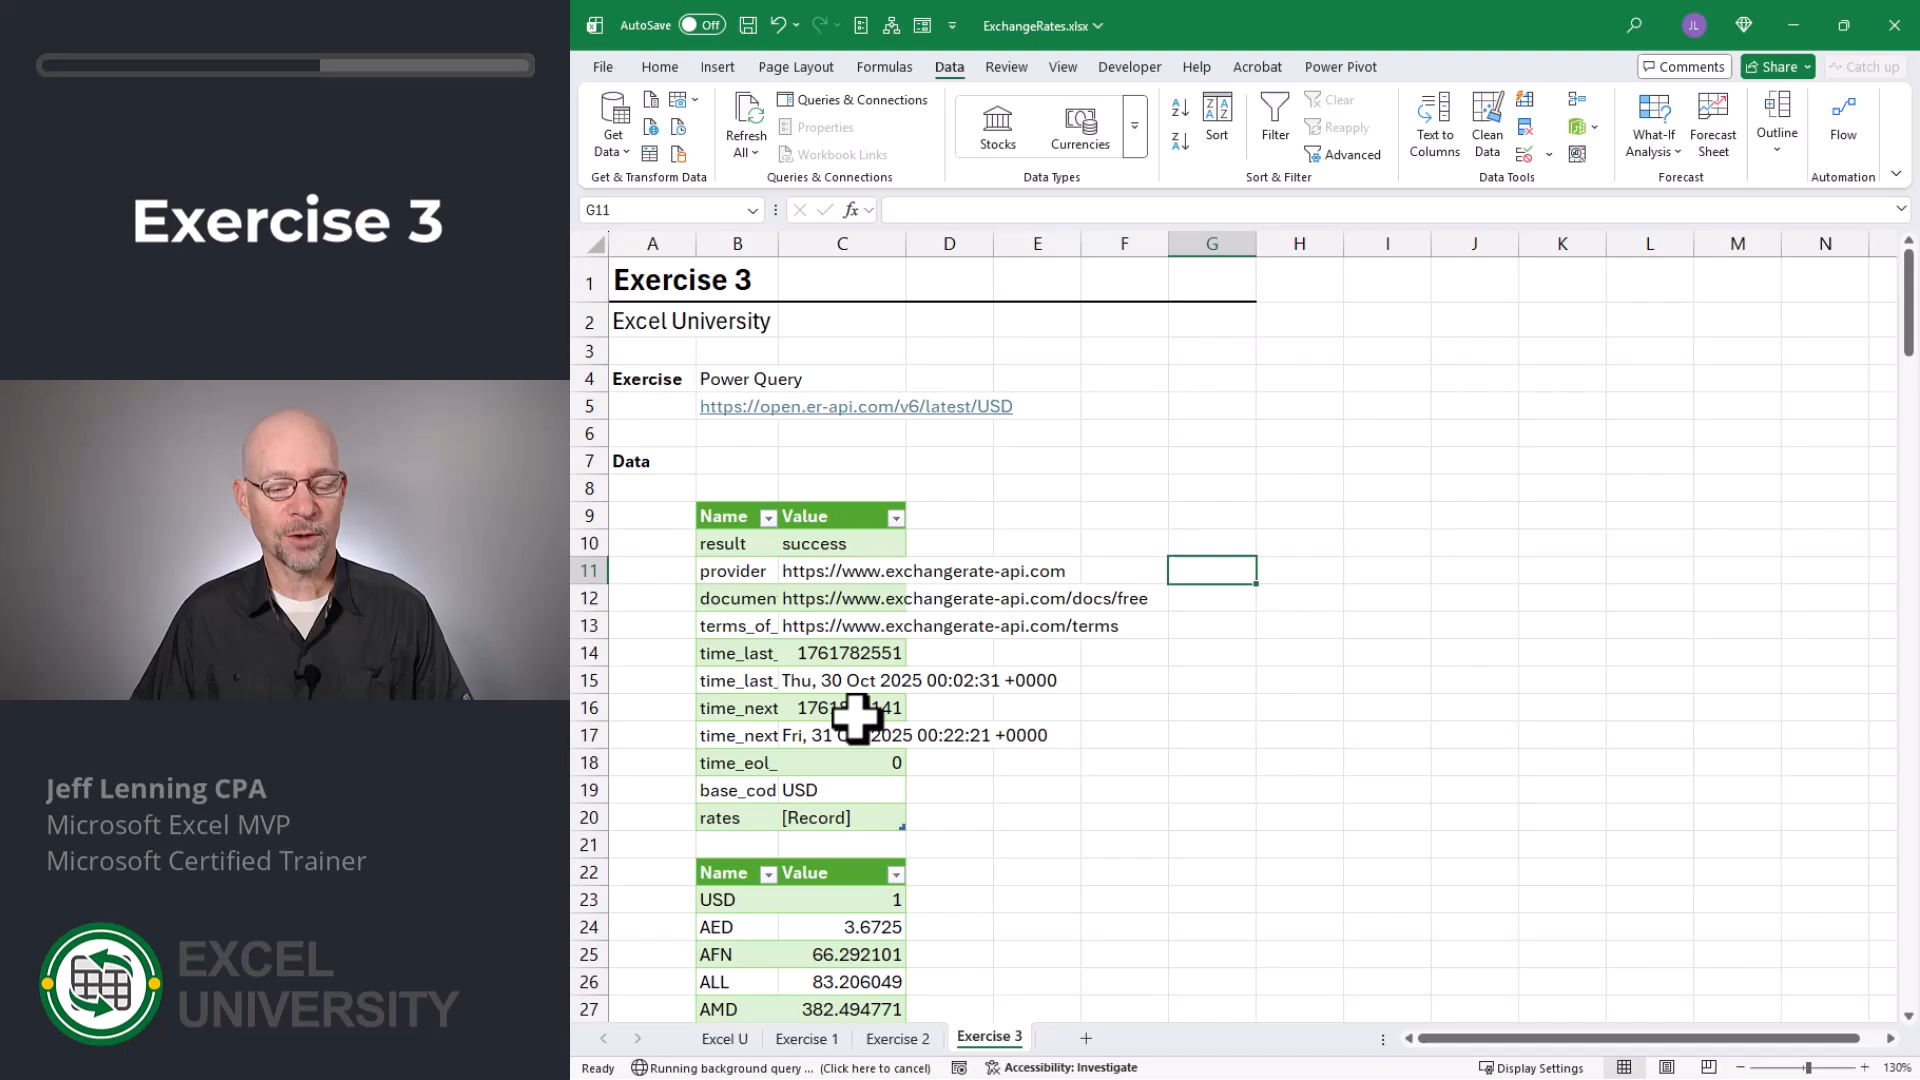 Exercise 3
Jeff Lenning CPA
Microsoft Excel MVP
Microsoft Certified Trainer
EXCEL
UNIVERSITY
AutoSave Off ExchangeRates.xlsx JL
File Home Insert Page Layout Formulas Data Review View Developer Help Acrobat Power Pivot Comments Share Catch up
Get Data Refresh All Queries & Connections Properties Workbook Links Stocks Currencies Sort Filter Clear Reapply Advanced Text to Columns Clean Data What-If Analysis Forecast Sheet Outline Flow
Get & Transform Data Queries & Connections Data Types Sort & Filter Data Tools Forecast Automation
G11 fx
A B C D E F G H I J K L M N
1 Exercise 3
2 Excel University
3
4 Exercise Power Query
5 https://open.er-api.com/v6/latest/USD
6
7 Data
8
9 Name Value
10 result success
11 provider https://www.exchangerate-api.com
12 documen https://www.exchangerate-api.com/docs/free
13 terms_of_ https://www.exchangerate-api.com/terms
14 time_last_ 1761782551
15 time_last_ Thu, 30 Oct 2025 00:02:31 +0000
16 time_next
17 time_next Fri, 31 2025 00:22:21 +0000
18 time_eol_ 0
19 base_cod USD
20 rates [Record]
21
22 Name Value
23 USD 1
24 AED 3.6725
25 AFN 66.292101
26 ALL 83.206049
27 AMD 382.494771
Excel U Exercise 1 Exercise 2 Exercise 3
Ready Running background query ... (Click here to cancel) Accessibility: Investigate Display Settings 130%